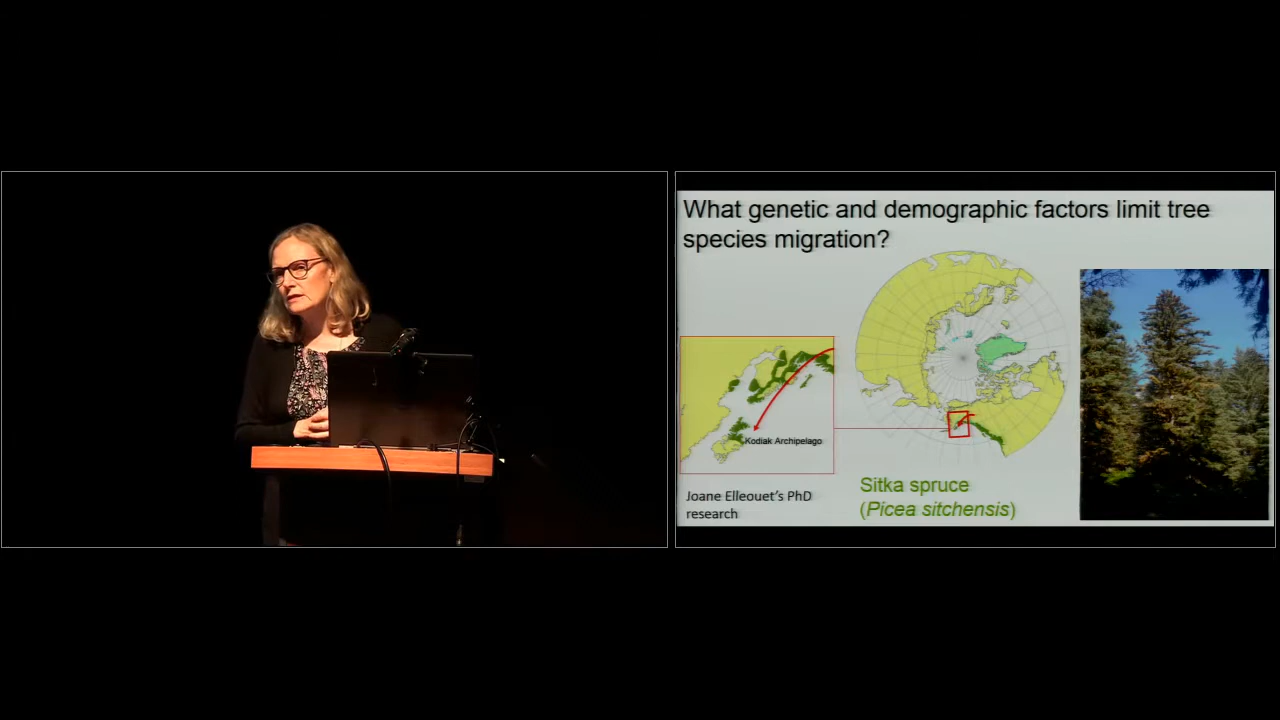 What genetic and demographic factors limit tree
species migration?
Kodiak Archipelago
Joane Elleouet’s PhD
research
Sitka spruce
(Picea sitchensis)